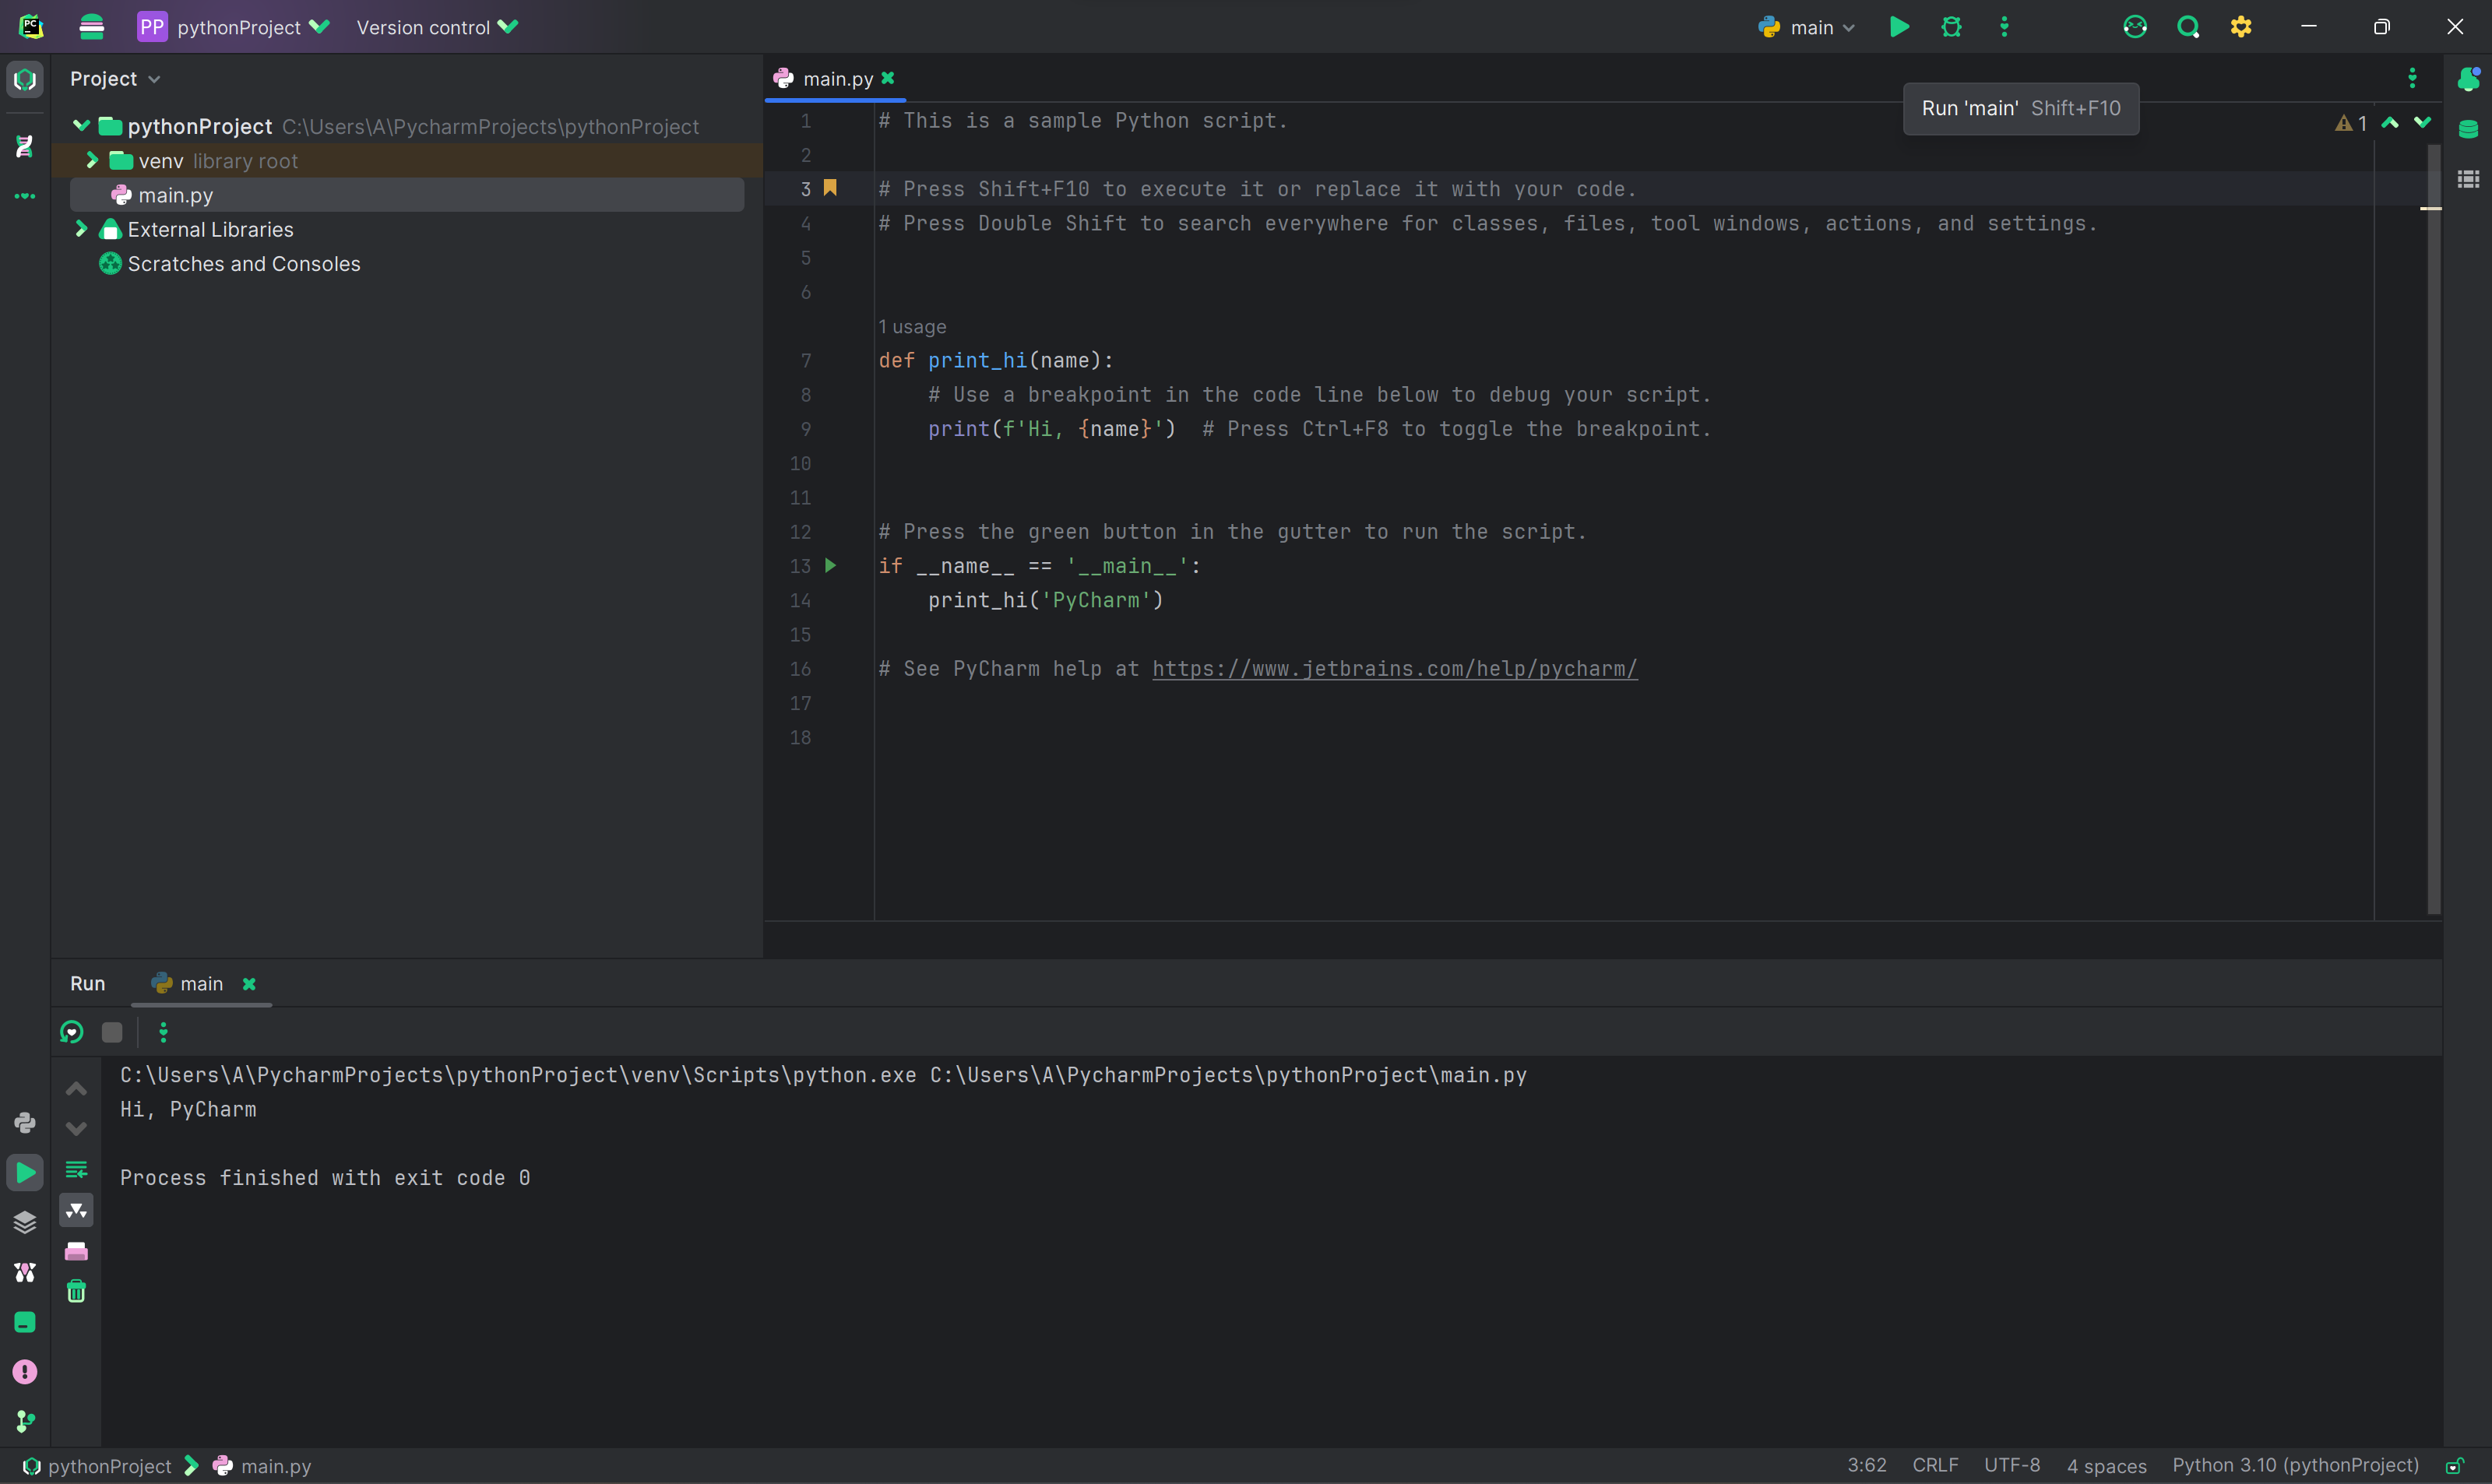 PC
PP pythonProject Version control main
Project
main.py
Run 'main' Shift+F10
pythonProject C:\Users\A\PycharmProjects\pythonProject
venv library root
main.py
External Libraries
Scratches and Consoles
1
1 # This is a sample Python script.
2
3 # Press Shift+F10 to execute it or replace it with your code.
4 # Press Double Shift to search everywhere for classes, files, tool windows, actions, and settings.
5
6
1 usage
7 def print_hi(name):
8 # Use a breakpoint in the code line below to debug your script.
9 print(f'Hi, {name}')  # Press Ctrl+F8 to toggle the breakpoint.
10
11
12 # Press the green button in the gutter to run the script.
13 if __name__ == '__main__':
14 print_hi('PyCharm')
15
16 # See PyCharm help at https://www.jetbrains.com/help/pycharm/
17
18
Run main
C:\Users\A\PycharmProjects\pythonProject\venv\Scripts\python.exe C:\Users\A\PycharmProjects\pythonProject\main.py
Hi, PyCharm
Process finished with exit code 0
pythonProject main.py 3:62 CRLF UTF-8 4 spaces Python 3.10 (pythonProject)